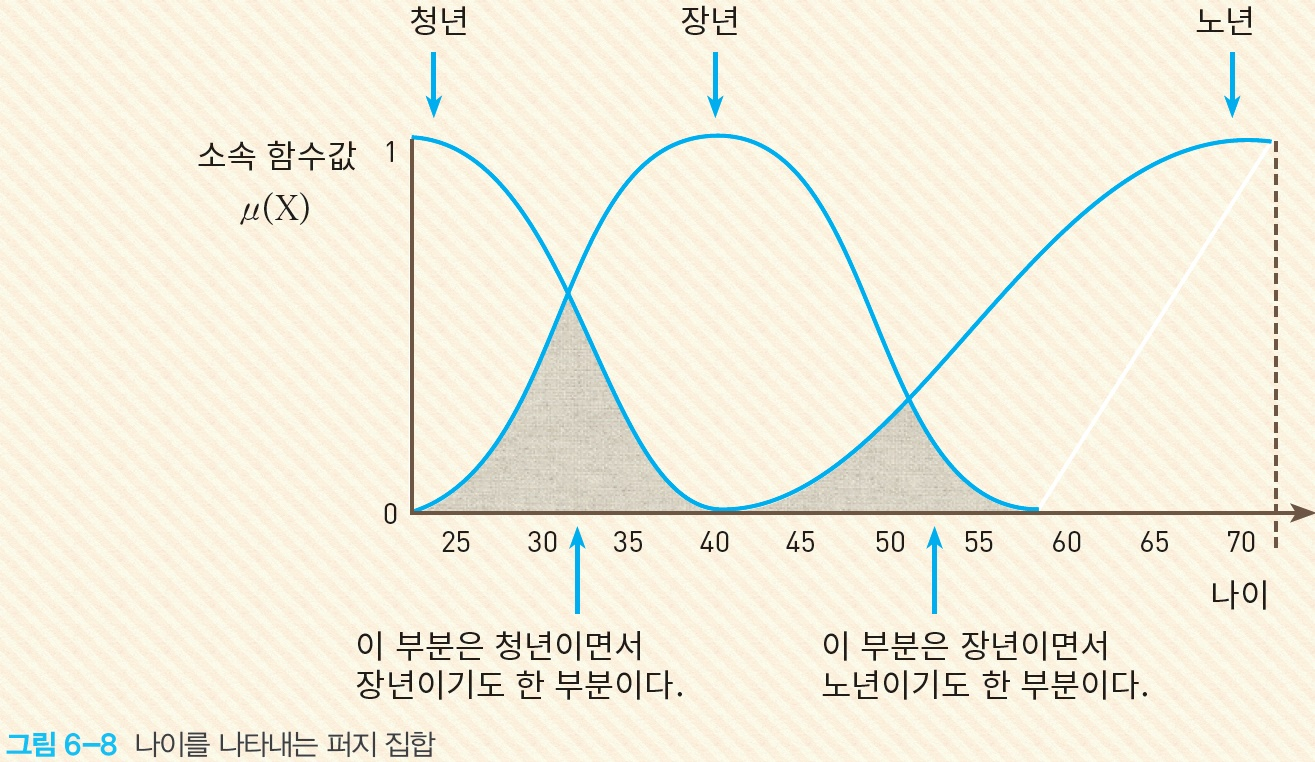 청년 장년 노년
소속 함수값 1
μ(X)
0
25 30 35 40 45 50 55 60 65 70
나이
이 부분은 청년이면서
장년이기도 한 부분이다.
이 부분은 장년이면서
노년이기도 한 부분이다.
그림 6-8 나이를 나타내는 퍼지 집합